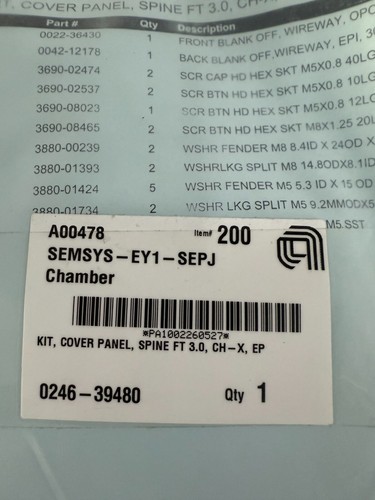 KIT, COVER PANEL, SPINE FT 3.0, CH-
Part Number Qty Description
0022-36430 1 FRONT BLANK OFF, WIREWAY, OPC
0042-12178 1 BACK BLANK OFF,WIREWAY, EPI, 30
3690-02474 2 SCR CAP HD HEX SKT M5X0.8 40LG
3690-02537 2 SCR BTN HD HEX SKT M5X0.8 10LG
3690-08023 1 SCR BTN HD HEX SKT M5X0.8 12LG
3690-08465 2 SCR BTN HD HEX SKT M8X1.25 20L
3880-00239 2 WSHR FENDER M8 8.4ID X 24OD X
3880-01393 2 WSHRLKG SPLIT M8 14.8ODX8.1ID
3880-01424 5 WSHR FENDER M5 5.3 ID X 15 OD
3880-01734 2 WSHR LKG SPLIT M5 9.2MMODX5
M5.SST
A00478 Item# 200
SEMSYS-EY1-SEPJ
Chamber
*PA1002260527*
KIT, COVER PANEL, SPINE FT 3.0, CH-X, EP
0246-39480 Qty 1